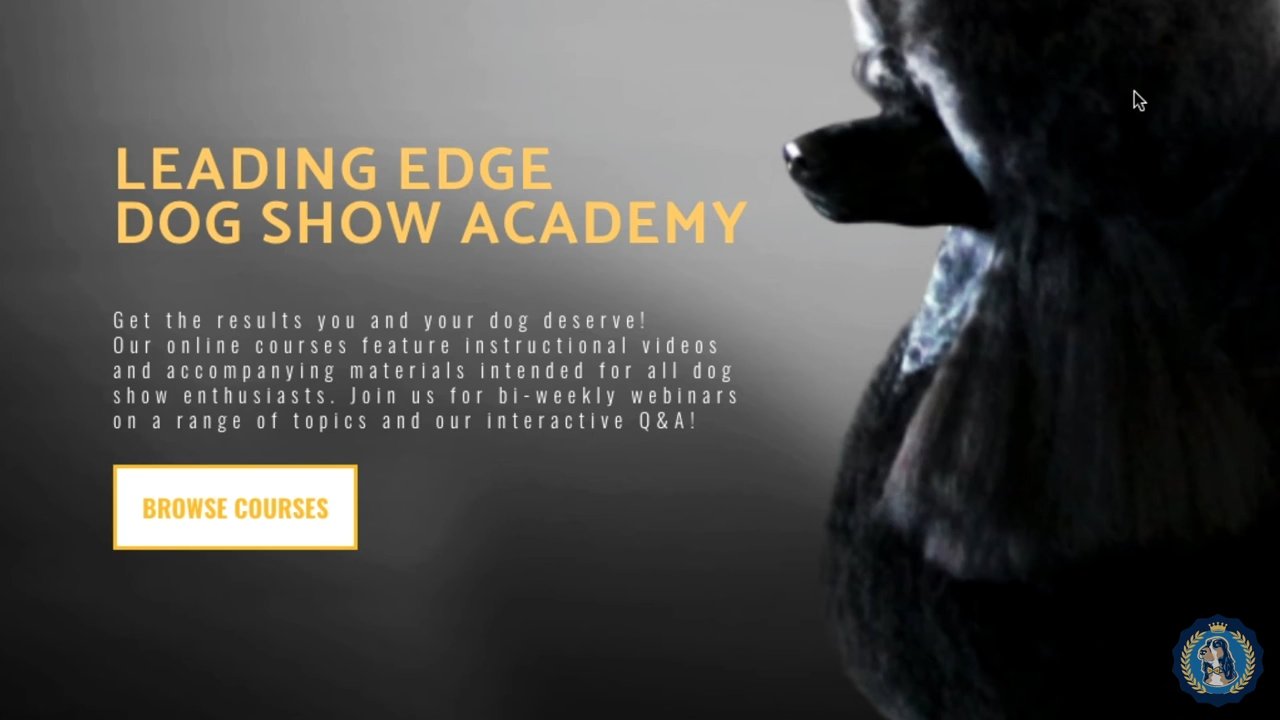 LEADING EDGE
DOG SHOW ACADEMY
Get the results you and your dog deserve!
Our online courses feature instructional videos
and accompanying materials intended for all dog
show enthusiasts. Join us for bi-weekly webinars
on a range of topics and our interactive Q&A!
BROWSE COURSES